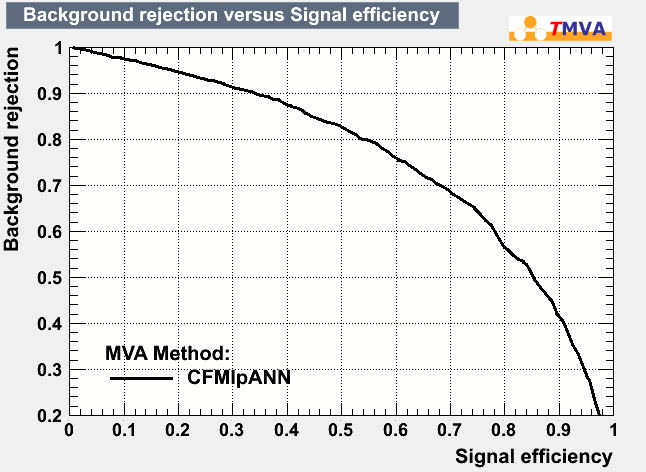 Background rejection versus Signal efficiency
TMVA
Background rejection
1
0.9
0.8
0.7
0.6
0.5
0.4
0.3
0.2
MVA Method:
CFMlpANN
0 0.1 0.2 0.3 0.4 0.5 0.6 0.7 0.8 0.9 1
Signal efficiency